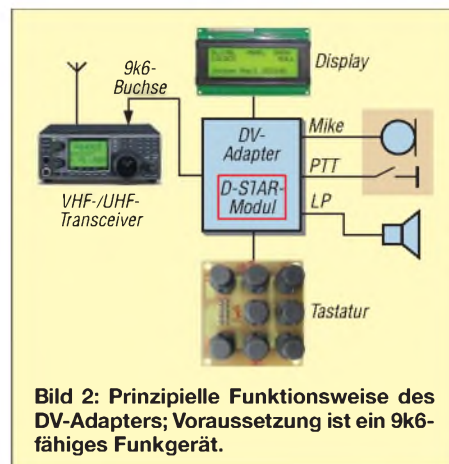 Display
9k6-
Buchse
DV-
Adapter
D-STAR-
Modul
Mike
PTT
LP
VHF-/UHF-
Transceiver
Tastatur
Bild 2: Prinzipielle Funktionsweise des
DV-Adapters; Voraussetzung ist ein 9k6-
fähiges Funkgerät.